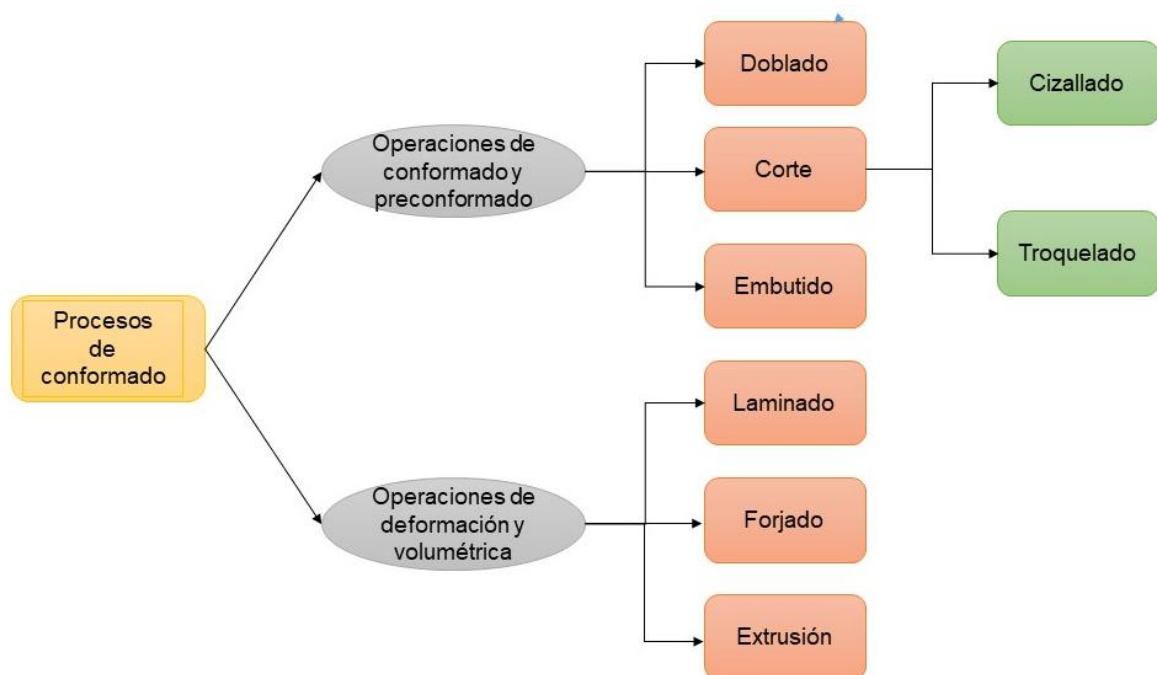 Procesos
de
conformado
Operaciones de
conformado y
preconformado
Doblado
Corte
Embutido
Cizallado
Troquelado
Operaciones de
deformación y
volumétrica
Laminado
Forjado
Extrusión